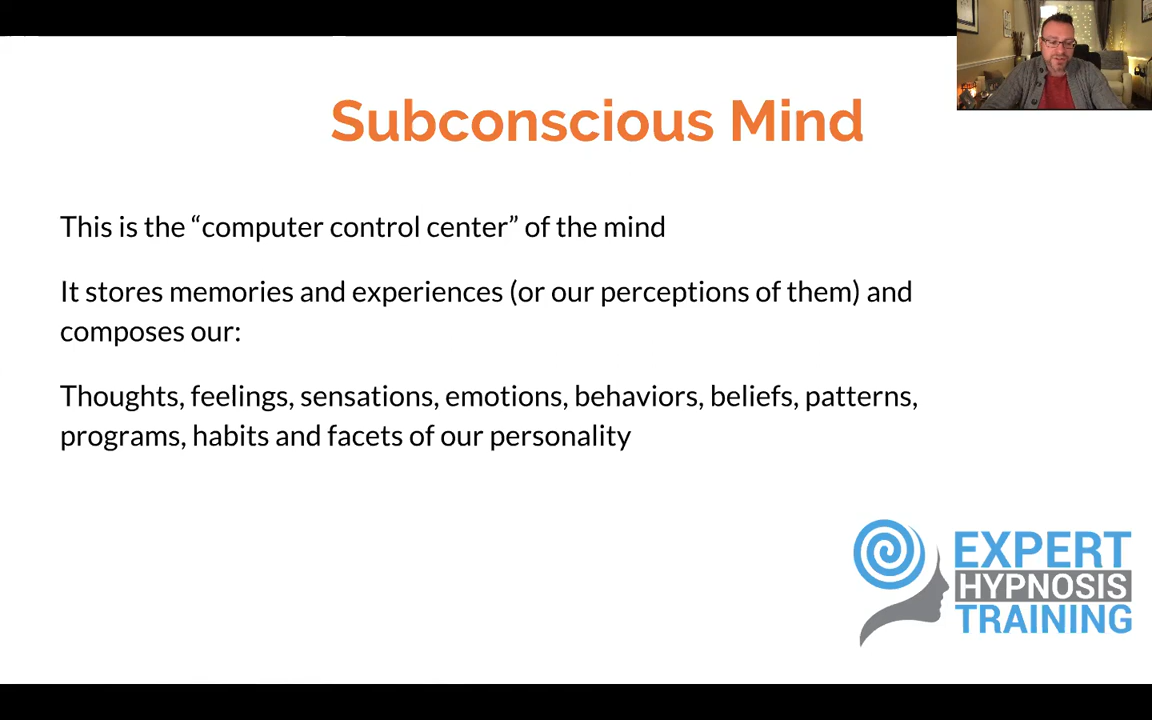 Subconscious Mind
This is the “computer control center” of the mind
It stores memories and experiences (or our perceptions of them) and
composes our:
Thoughts, feelings, sensations, emotions, behaviors, beliefs, patterns,
programs, habits and facets of our personality
EXPERT
HYPNOSIS
TRAINING